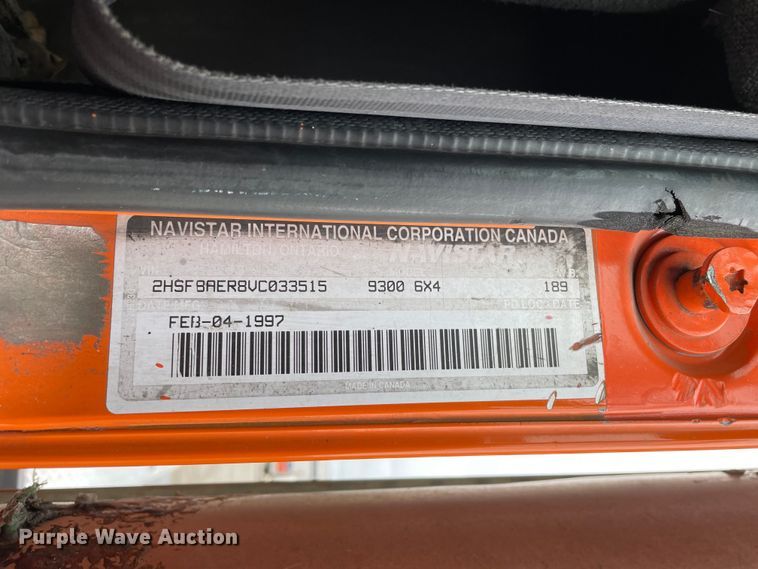 NAVISTAR INTERNATIONAL CORPORATION CANADA
HAMILTON ONTARIO NAVISTAR
2HSFBAER8VC033515 9300 6X4 189
FEB-04-1997
MADE IN CANADA
Purple Wave Auction